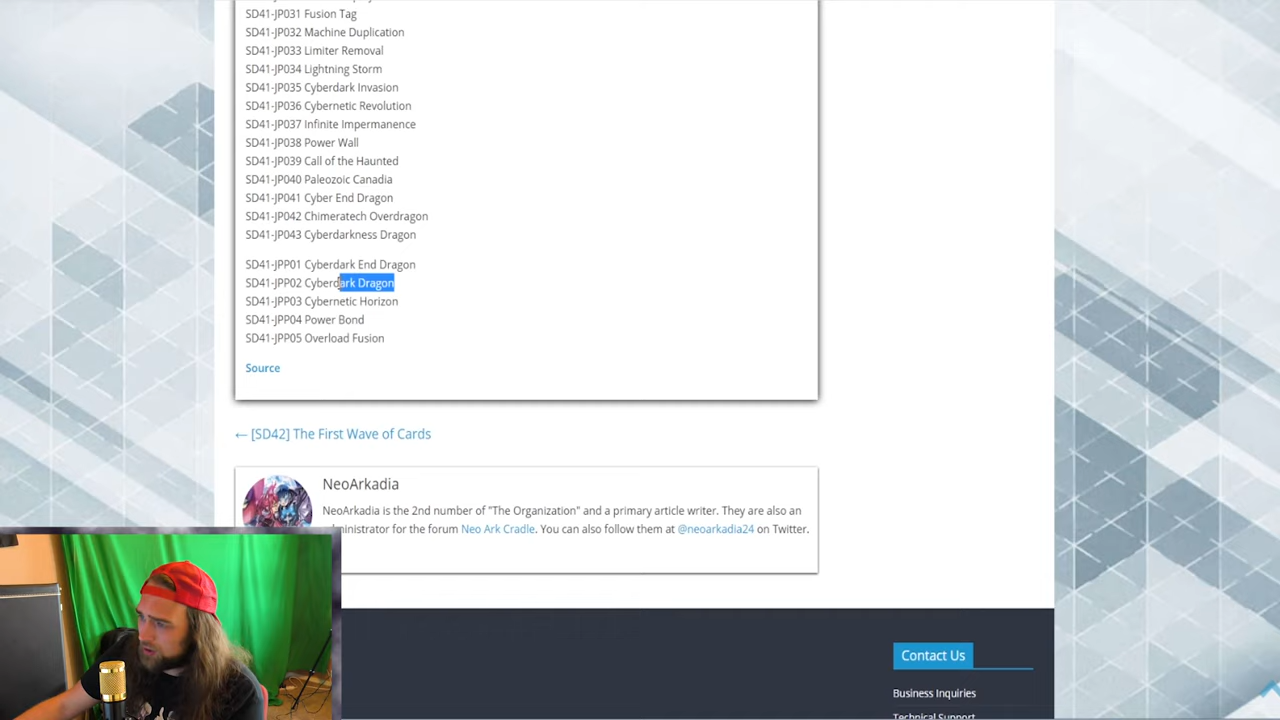 SD41-JP031 Fusion Tag
SD41-JP032 Machine Duplication
SD41-JP033 Limiter Removal
SD41-JP034 Lightning Storm
SD41-JP035 Cyberdark Invasion
SD41-JP036 Cybernetic Revolution
SD41-JP037 Infinite Impermanence
SD41-JP038 Power Wall
SD41-JP039 Call of the Haunted
SD41-JP040 Paleozoic Canadia
SD41-JP041 Cyber End Dragon
SD41-JP042 Chimeratech Overdragon
SD41-JP043 Cyberdarkness Dragon
SD41-JPP01 Cyberdark End Dragon
SD41-JPP02 Cyberdark Dragon
SD41-JPP03 Cybernetic Horizon
SD41-JPP04 Power Bond
SD41-JPP05 Overload Fusion
Source
← [SD42] The First Wave of Cards
NeoArkadia
NeoArkadia is the 2nd number of "The Organization" and a primary article writer. They are also an
administrator for the forum Neo Ark Cradle. You can also follow them at @neoarkadia24 on Twitter.
Contact Us
Business Inquiries
Technical Support